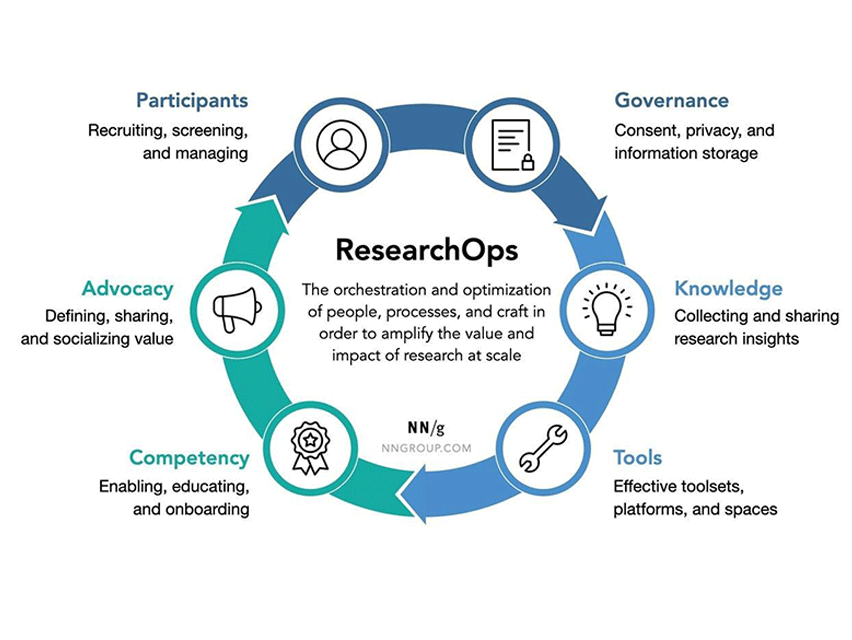 Participants
Recruiting, screening,
and managing
Governance
Consent, privacy, and
information storage
ResearchOps
The orchestration and optimization
of people, processes, and craft in
order to amplify the value and
impact of research at scale
Advocacy
Defining, sharing,
and socializing value
Knowledge
Collecting and sharing
research insights
NN/g
NNGROUP.COM
Competency
Enabling, educating,
and onboarding
Tools
Effective toolsets,
platforms, and spaces